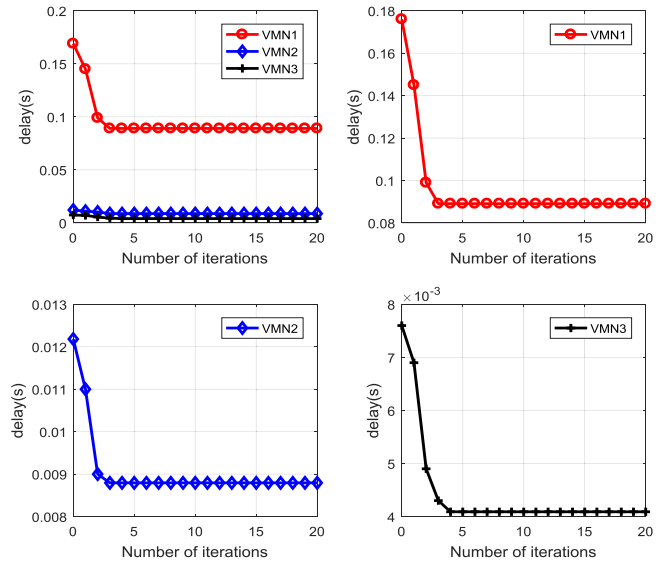 0.2
0.15
0.1
0.05
0
delay(s)
VMN1
VMN2
VMN3
0 5 10 15 20
Number of iterations
0.18
0.16
0.14
0.12
0.1
0.08
delay(s)
VMN1
0 5 10 15 20
Number of iterations
0.013
0.012
0.011
0.01
0.009
0.008
delay(s)
VMN2
0 5 10 15 20
Number of iterations
×10-3
8
7
6
5
4
delay(s)
VMN3
0 5 10 15 20
Number of iterations